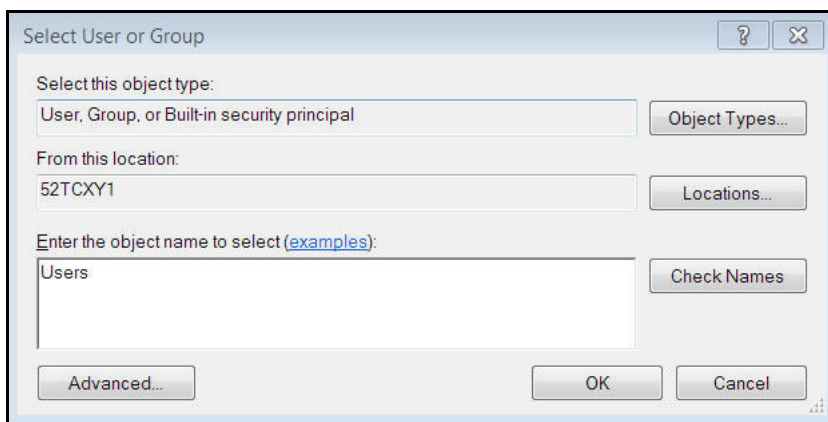 Select User or Group
Select this object type:
User, Group, or Built-in security principal
Object Types...
From this location:
52TCXY1
Locations...
Enter the object name to select (examples):
Users
Check Names
Advanced...
OK
Cancel